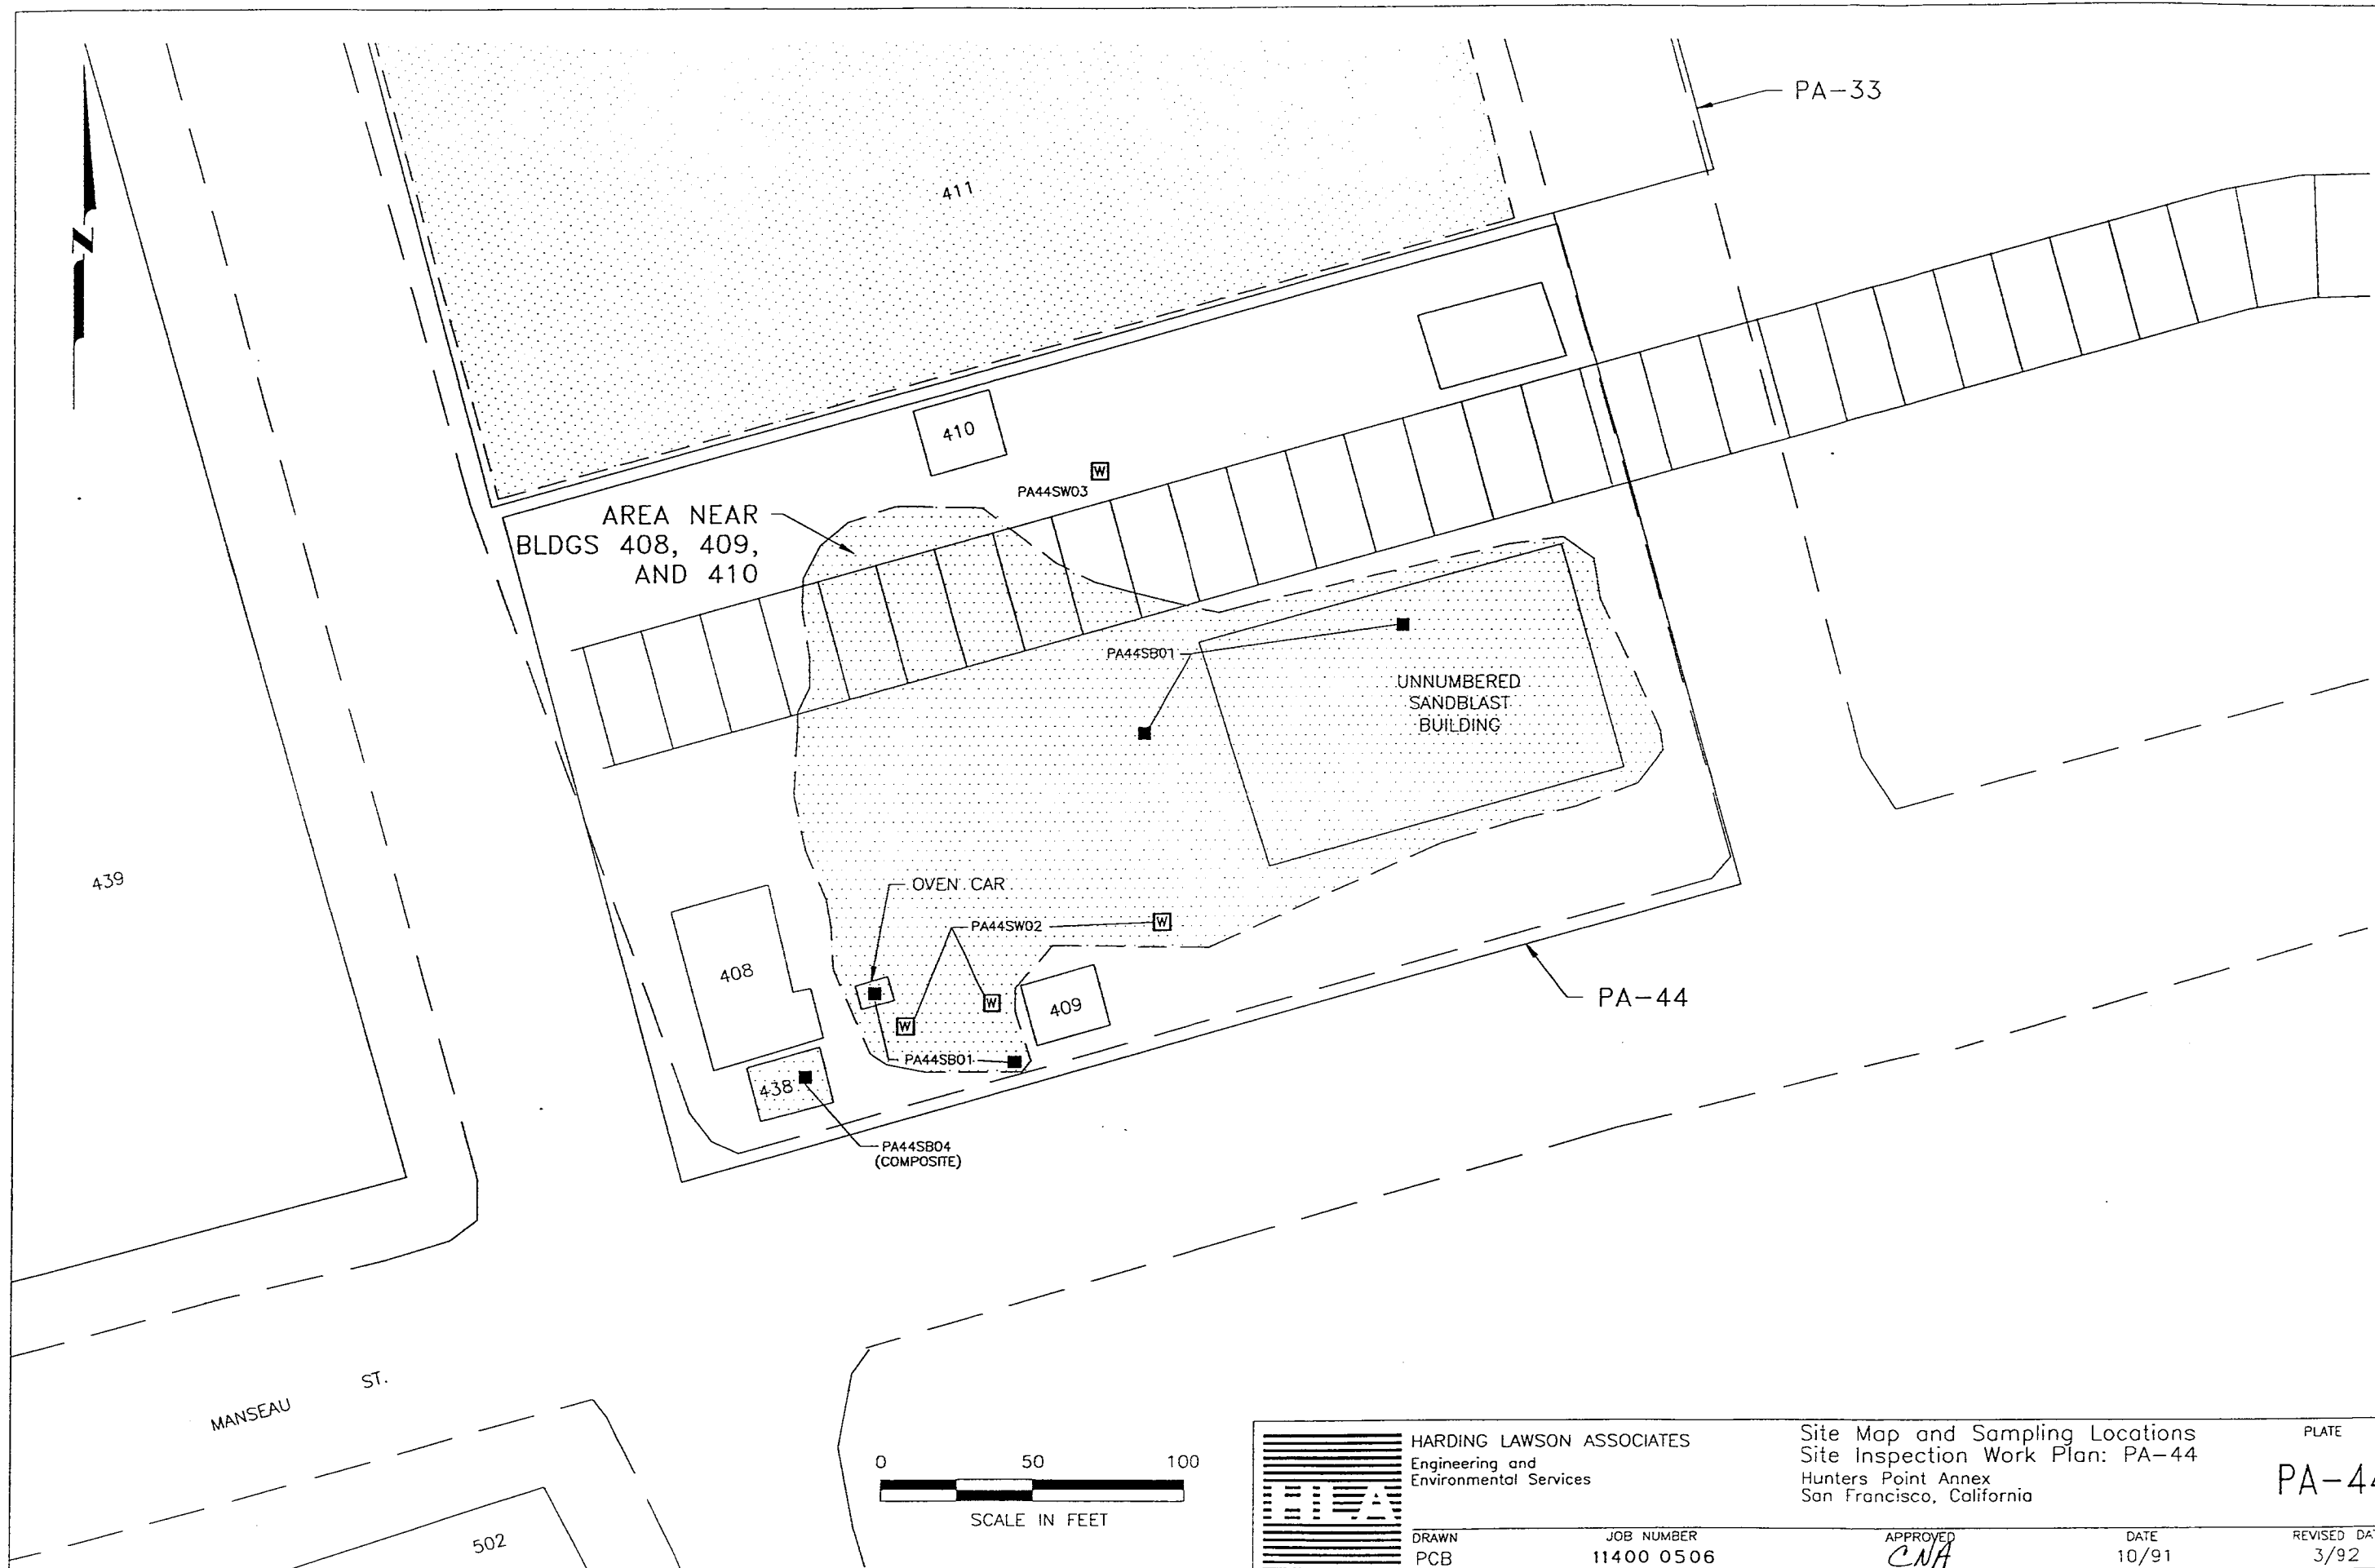 PA-33
N
411
410
W
PA44SW03
AREA NEAR
BLDGS 408, 409,
AND 410
PA44SB01
UNNUMBERED
SANDBLAST
BUILDING
439
OVEN CAR
PA44SW02
W
408
W
W
409
PA-44
PA44SB01
438
PA44SB04
(COMPOSITE)
MANSEAU ST.
502
0 50 100
SCALE IN FEET
HLA
HARDING LAWSON ASSOCIATES
Engineering and
Environmental Services
Site Map and Sampling Locations
Site Inspection Work Plan: PA-44
Hunters Point Annex
San Francisco, California
PLATE
PA-44
DRAWN
PCB
JOB NUMBER
11400 0506
APPROVED
CNA
DATE
10/91
REVISED DA
3/92